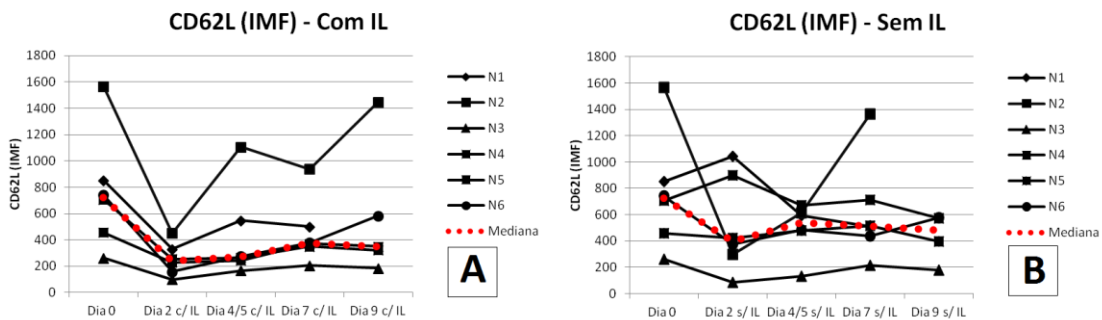 CD62L (IMF) - Com IL
CD62L (IMF)
1800
1600
1400
1200
1000
800
600
400
200
0
Dia 0 Dia 2 c/ IL Dia 4/5 c/ IL Dia 7 c/ IL Dia 9 c/ IL
N1
N2
N3
N4
N5
N6
Mediana
A
CD62L (IMF) - Sem IL
CD62L (IMF)
1800
1600
1400
1200
1000
800
600
400
200
0
Dia 0 Dia 2 s/ IL Dia 4/5 s/ IL Dia 7 s/ IL Dia 9 s/ IL
N1
N2
N3
N4
N5
N6
Mediana
B